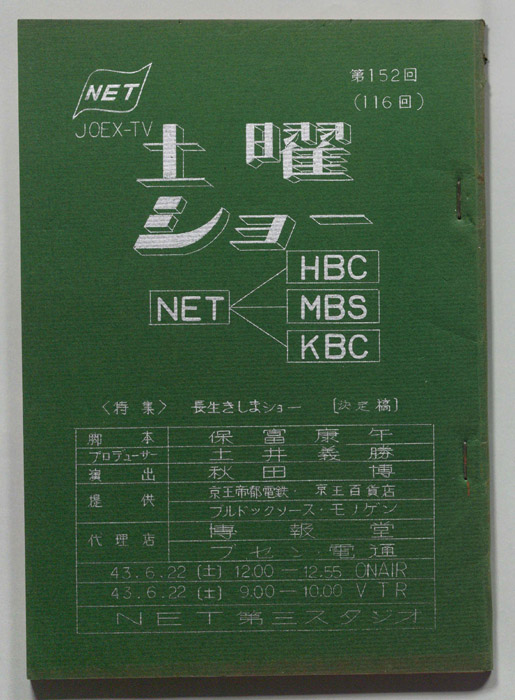 NET
JOEX-TV
第152回
(116回)
土曜
ショー
NET
HBC
MBS
KBC
〈特集〉 長生きしまショー 〔決定稿〕
脚本 保富康午
プロデューサー 土井義勝
演出 秋田博
提供 京王帝都電鉄・京王百貨店
ブルドックソース・モノゲン
代理店 博報堂
フセン電通
43.6.22 (土) 12.00—12.55 ONAIR
43.6.22 (土) 9.00—10.00 VTR
NET第三スタジオ